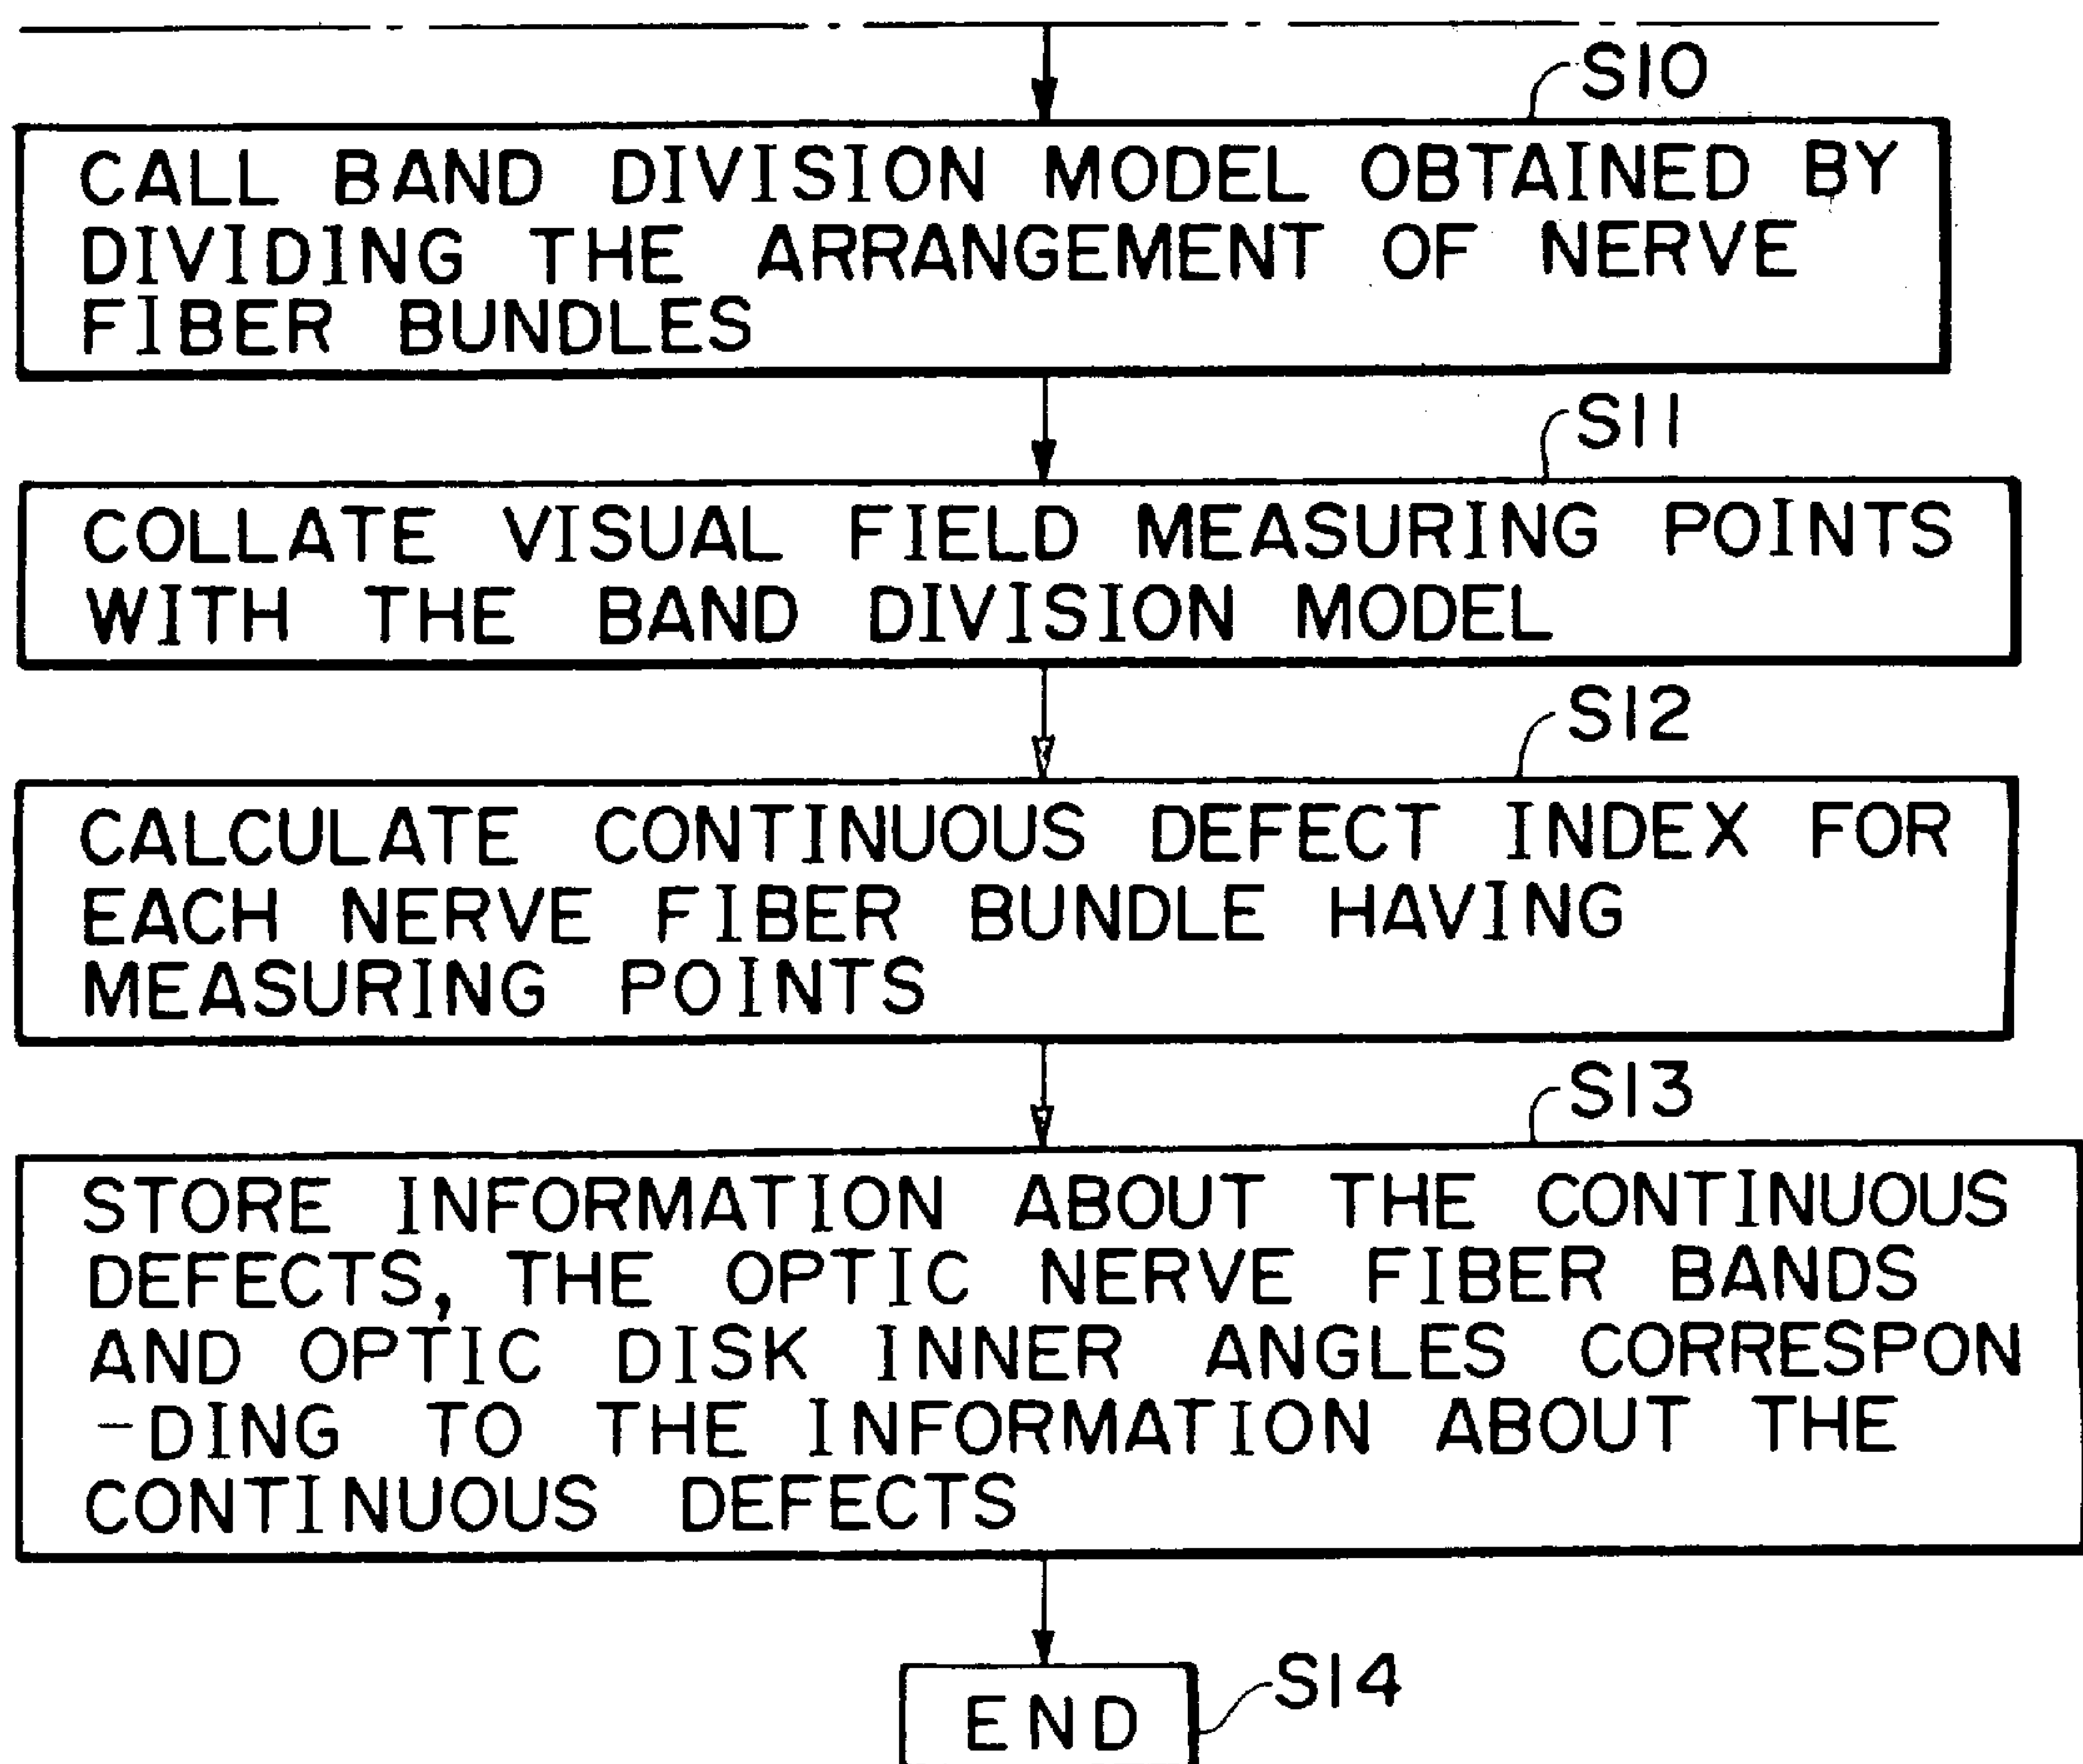 S10
CALL BAND DIVISION MODEL OBTAINED BY
DIVIDING THE ARRANGEMENT OF NERVE
FIBER BUNDLES
S11
COLLATE VISUAL FIELD MEASURING POINTS
WITH THE BAND DIVISION MODEL
S12
CALCULATE CONTINUOUS DEFECT INDEX FOR
EACH NERVE FIBER BUNDLE HAVING
MEASURING POINTS
S13
STORE INFORMATION ABOUT THE CONTINUOUS
DEFECTS, THE OPTIC NERVE FIBER BANDS
AND OPTIC DISK INNER ANGLES CORRESPON
-DING TO THE INFORMATION ABOUT THE
CONTINUOUS DEFECTS
END
S14